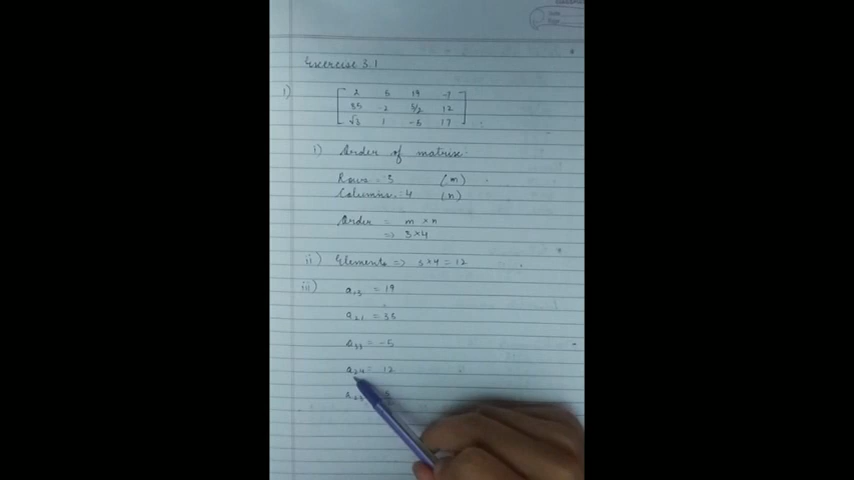 Exercise 3.1
1) [ 2 5 19 -7
35 -2 5/2 12
√3 1 -5 17 ]
i) Order of matrix.
Rows = 3 (m)
Columns = 4 (n)
Order = m × n
=> 3×4
ii) Elements => 3×4 = 12
iii) a₁₃ = 19
a₂₁ = 35
a₃₃ = -5
a₂₄ = 12
a₂₃